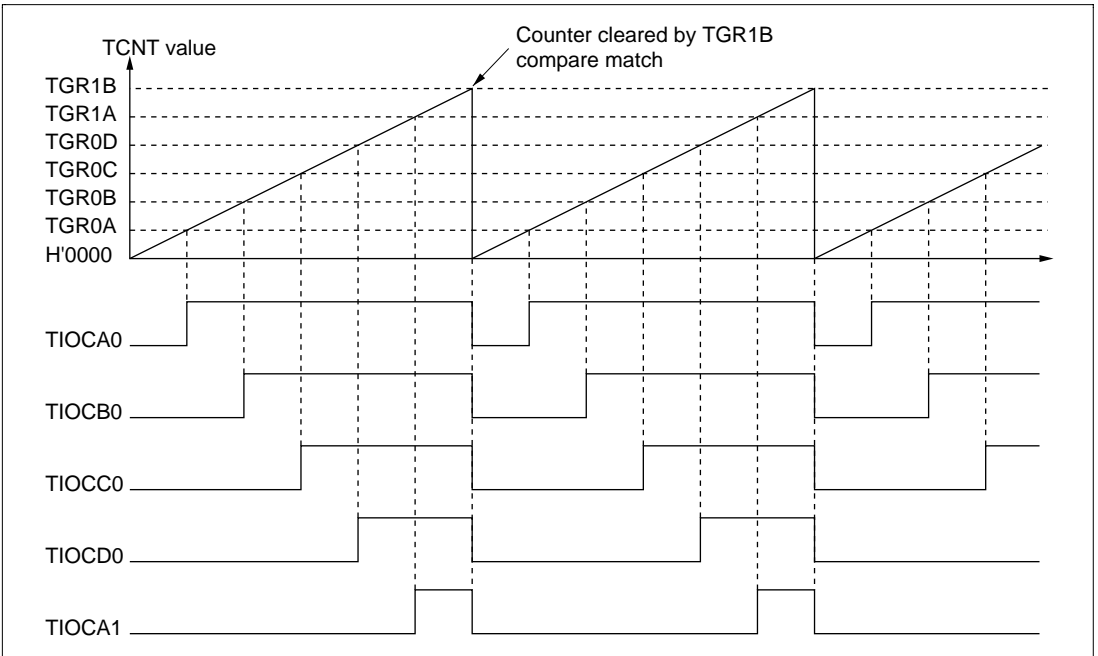 Counter cleared by TGR1B
compare match
TCNT value
TGR1B
TGR1A
TGR0D
TGR0C
TGR0B
TGR0A
H'0000
TIOCA0
TIOCB0
TIOCC0
TIOCD0
TIOCA1